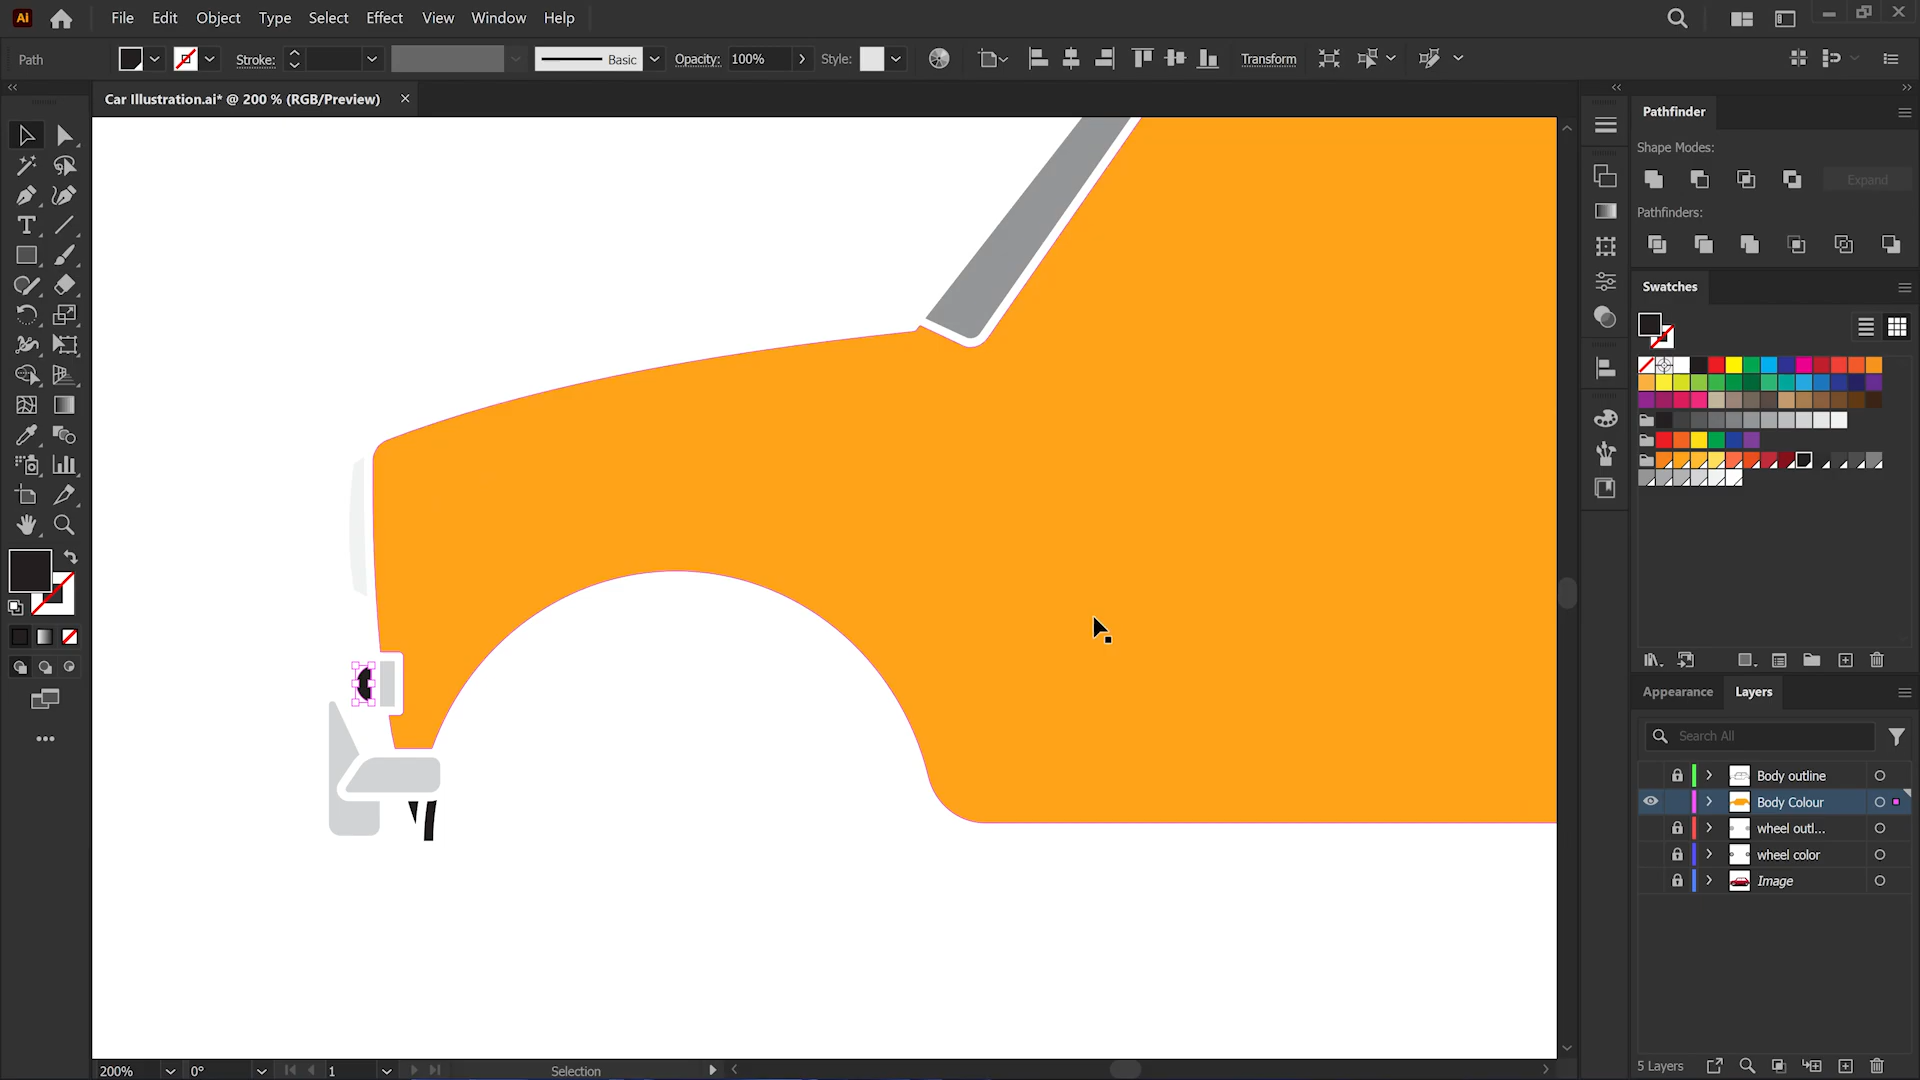 Ai File Edit Object Type Select Effect View Window Help
Path Stroke: Basic Opacity: 100% Style: Transform
Car Illustration.ai* @ 200 % (RGB/Preview)
Pathfinder
Shape Modes:
Expand
Pathfinders:
Swatches
Appearance Layers
Search All
Body outline
Body Colour
wheel outl...
wheel color
Image
5 Layers
200% 0° 1 Selection